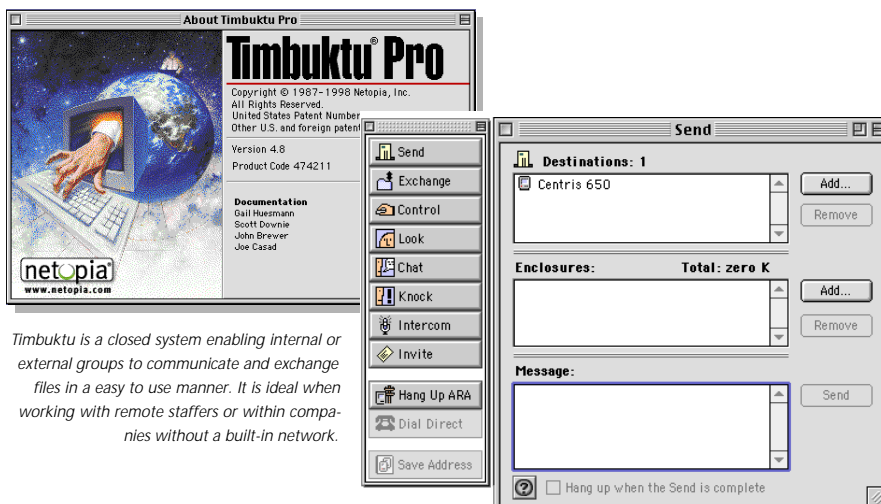 About Timbuktu Pro
Timbuktu® Pro
Copyright © 1987-1998 Netopia, Inc.
All Rights Reserved.
United States Patent Number
Other U.S. and foreign patent
Version 4.8
Product Code 474211
Documentation
Gail Huesmann
Scott Downie
John Brewer
Joe Casad
netopia
www.netopia.com
Timbuktu is a closed system enabling internal or
external groups to communicate and exchange
files in a easy to use manner. It is ideal when
working with remote staffers or within compa-
nies without a built-in network.
Send
Exchange
Control
Look
Chat
Knock
Intercom
Invite
Hang Up ARA
Dial Direct
Save Address
Send
Destinations: 1
Centris 650
Add...
Remove
Enclosures: Total: zero K
Add...
Remove
Message:
Send
Hang up when the Send is complete